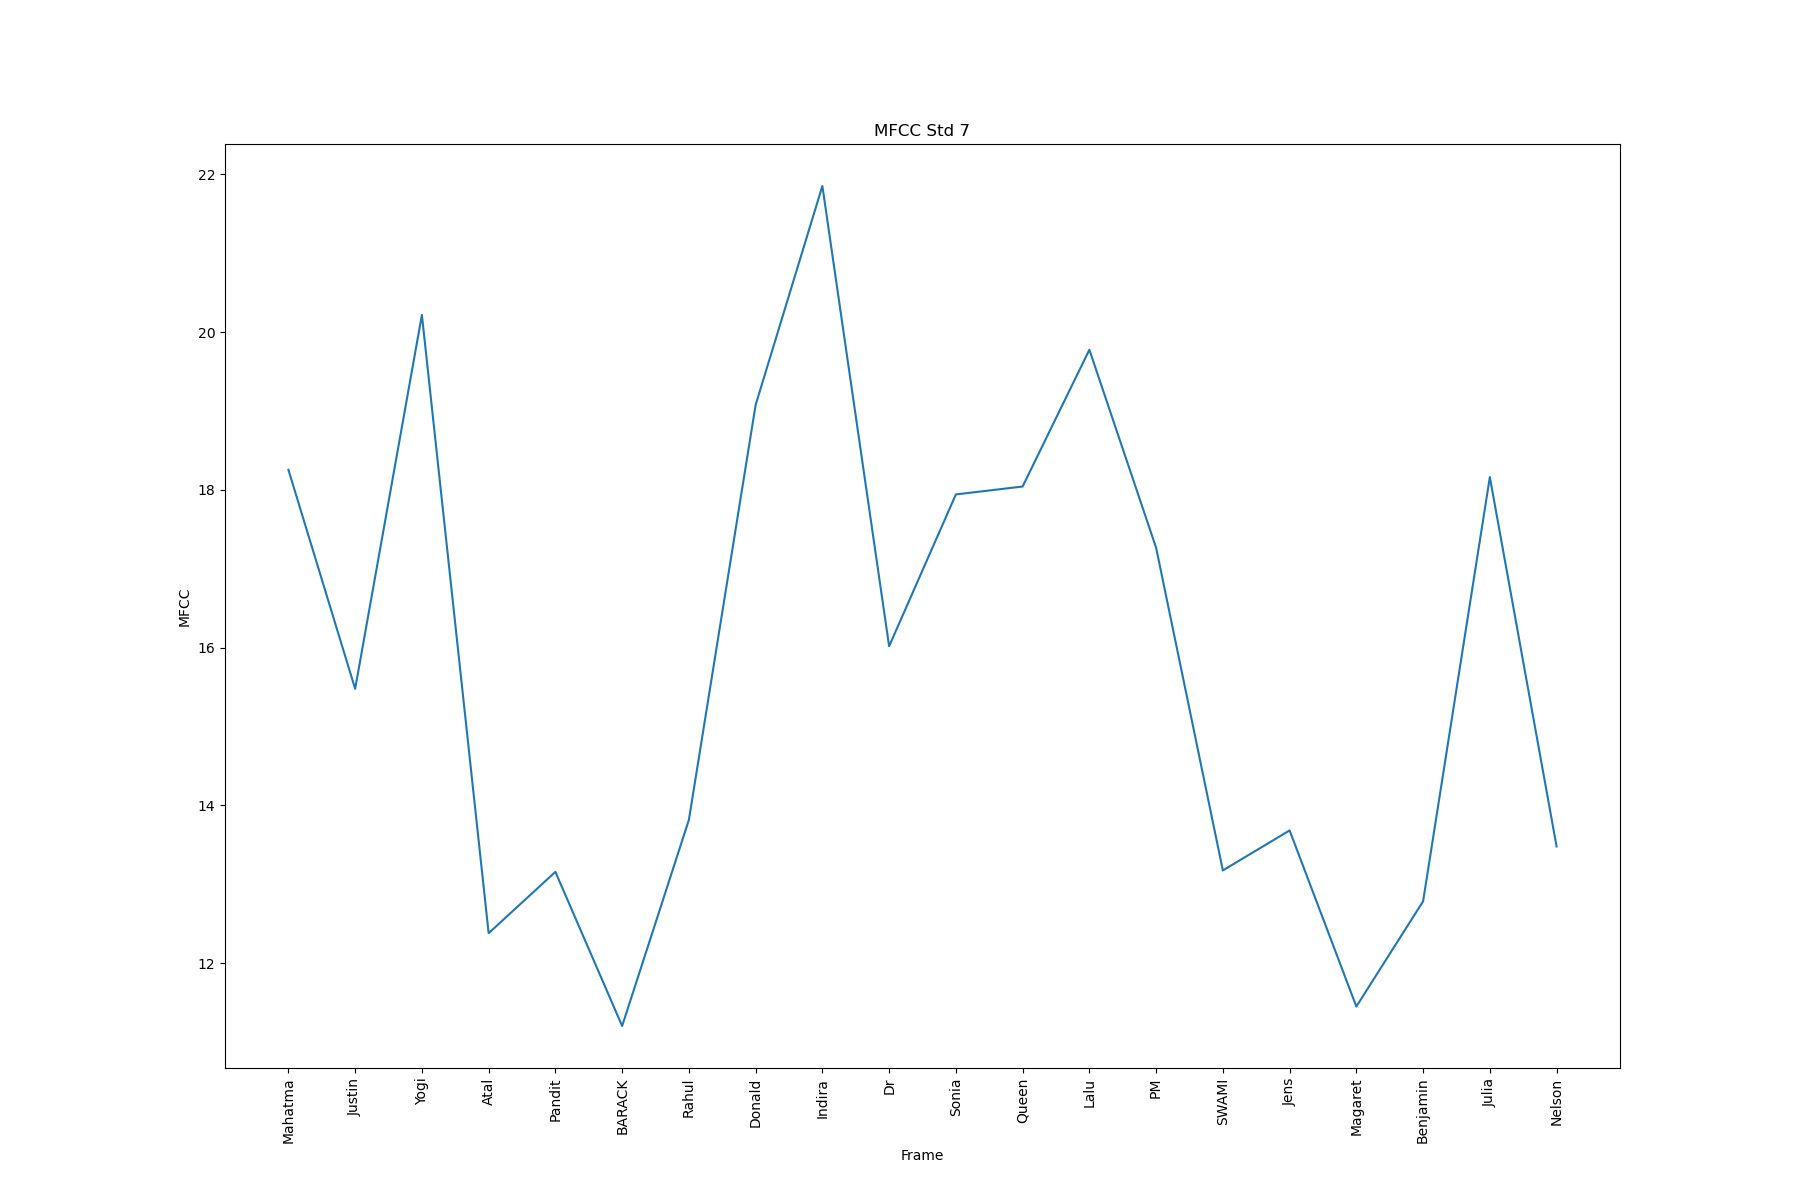 MFCC Std 7
22
20
18
16
14
12
MFCC
Mahatma
Justin
Yogi
Atal
Pandit
BARACK
Rahul
Donald
Indira
Dr
Sonia
Queen
Lalu
PM
SWAMI
Jens
Magaret
Benjamin
Julia
Nelson
Frame